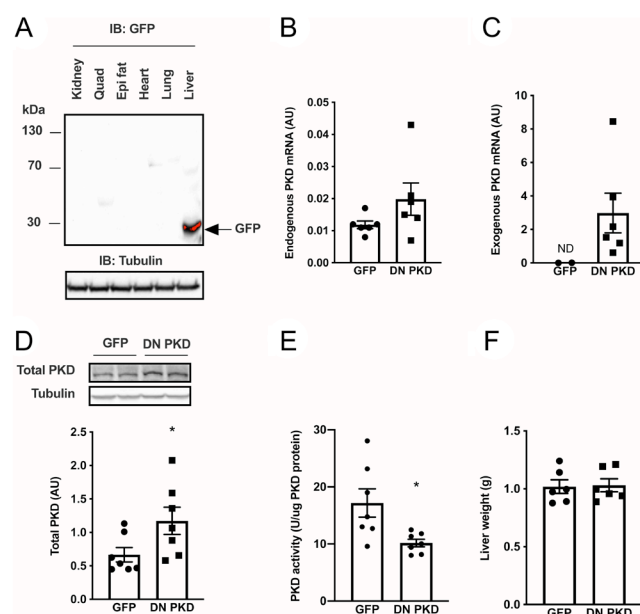 A
IB: GFP
Kidney
Quad
Epi fat
Heart
Lung
Liver
kDa
130
70
30
GFP
IB: Tubulin
B
Endogenous PKD mRNA (AU)
0.05
0.04
0.03
0.02
0.01
0.00
GFP DN PKD
C
Exogenous PKD mRNA (AU)
10
8
6
4
2
0
ND
GFP DN PKD
D
GFP DN PKD
Total PKD
Tubulin
Total PKD (AU)
2.5
2.0
1.5
1.0
0.5
0.0
*
GFP DN PKD
E
PKD activity (U/ug PKD protein)
30
20
10
0
*
GFP DN PKD
F
Liver weight (g)
1.5
1.0
0.5
0.0
GFP DN PKD